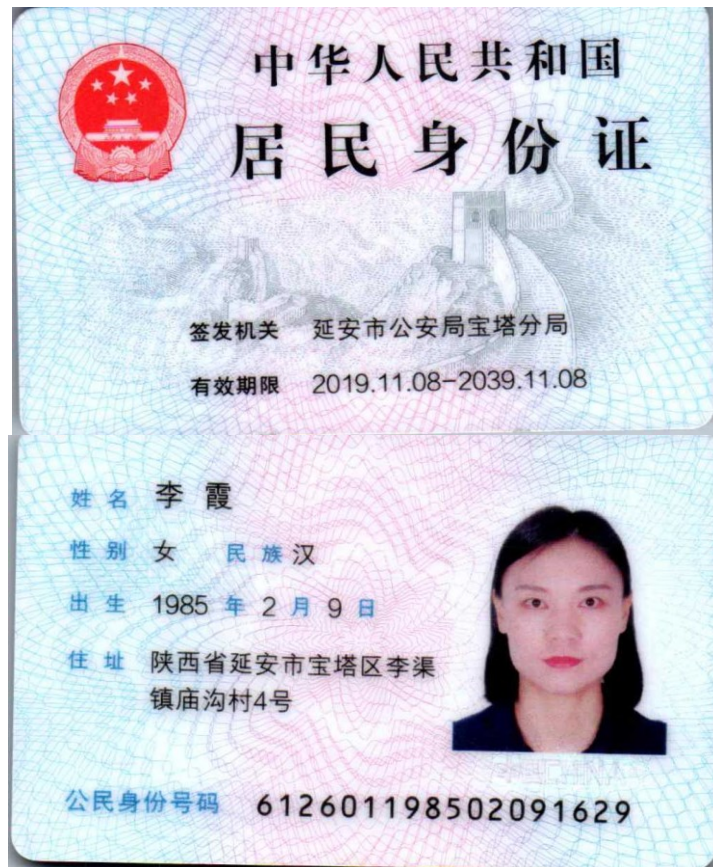 中华人民共和国
居民身份证
签发机关 延安市公安局宝塔分局
有效期限 2019.11.08-2039.11.08
姓名 李霞
性别 女 民族 汉
出生 1985 年 2 月 9 日
住址 陕西省延安市宝塔区李渠
镇庙沟村4号
公民身份号码 612601198502091629